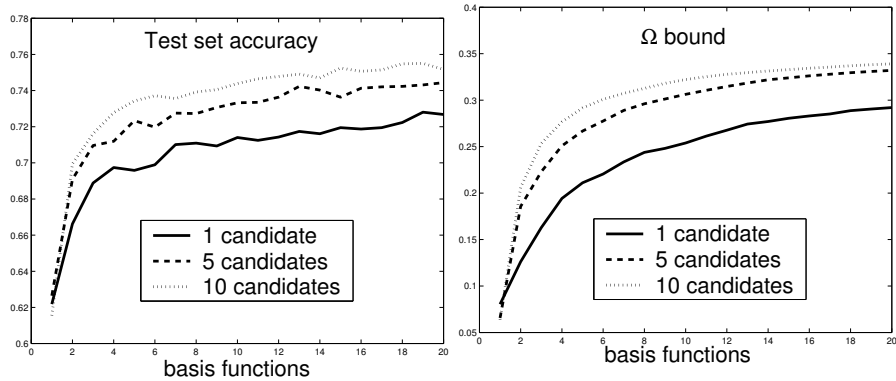 Test set accuracy
0.78
0.76
0.74
0.72
0.7
0.68
0.66
0.64
0.62
0.6
1 candidate
5 candidates
10 candidates
0 2 4 6 8 10 12 14 16 18 20
basis functions
Ω bound
0.4
0.35
0.3
0.25
0.2
0.15
0.1
0.05
1 candidate
5 candidates
10 candidates
0 2 4 6 8 10 12 14 16 18 20
basis functions